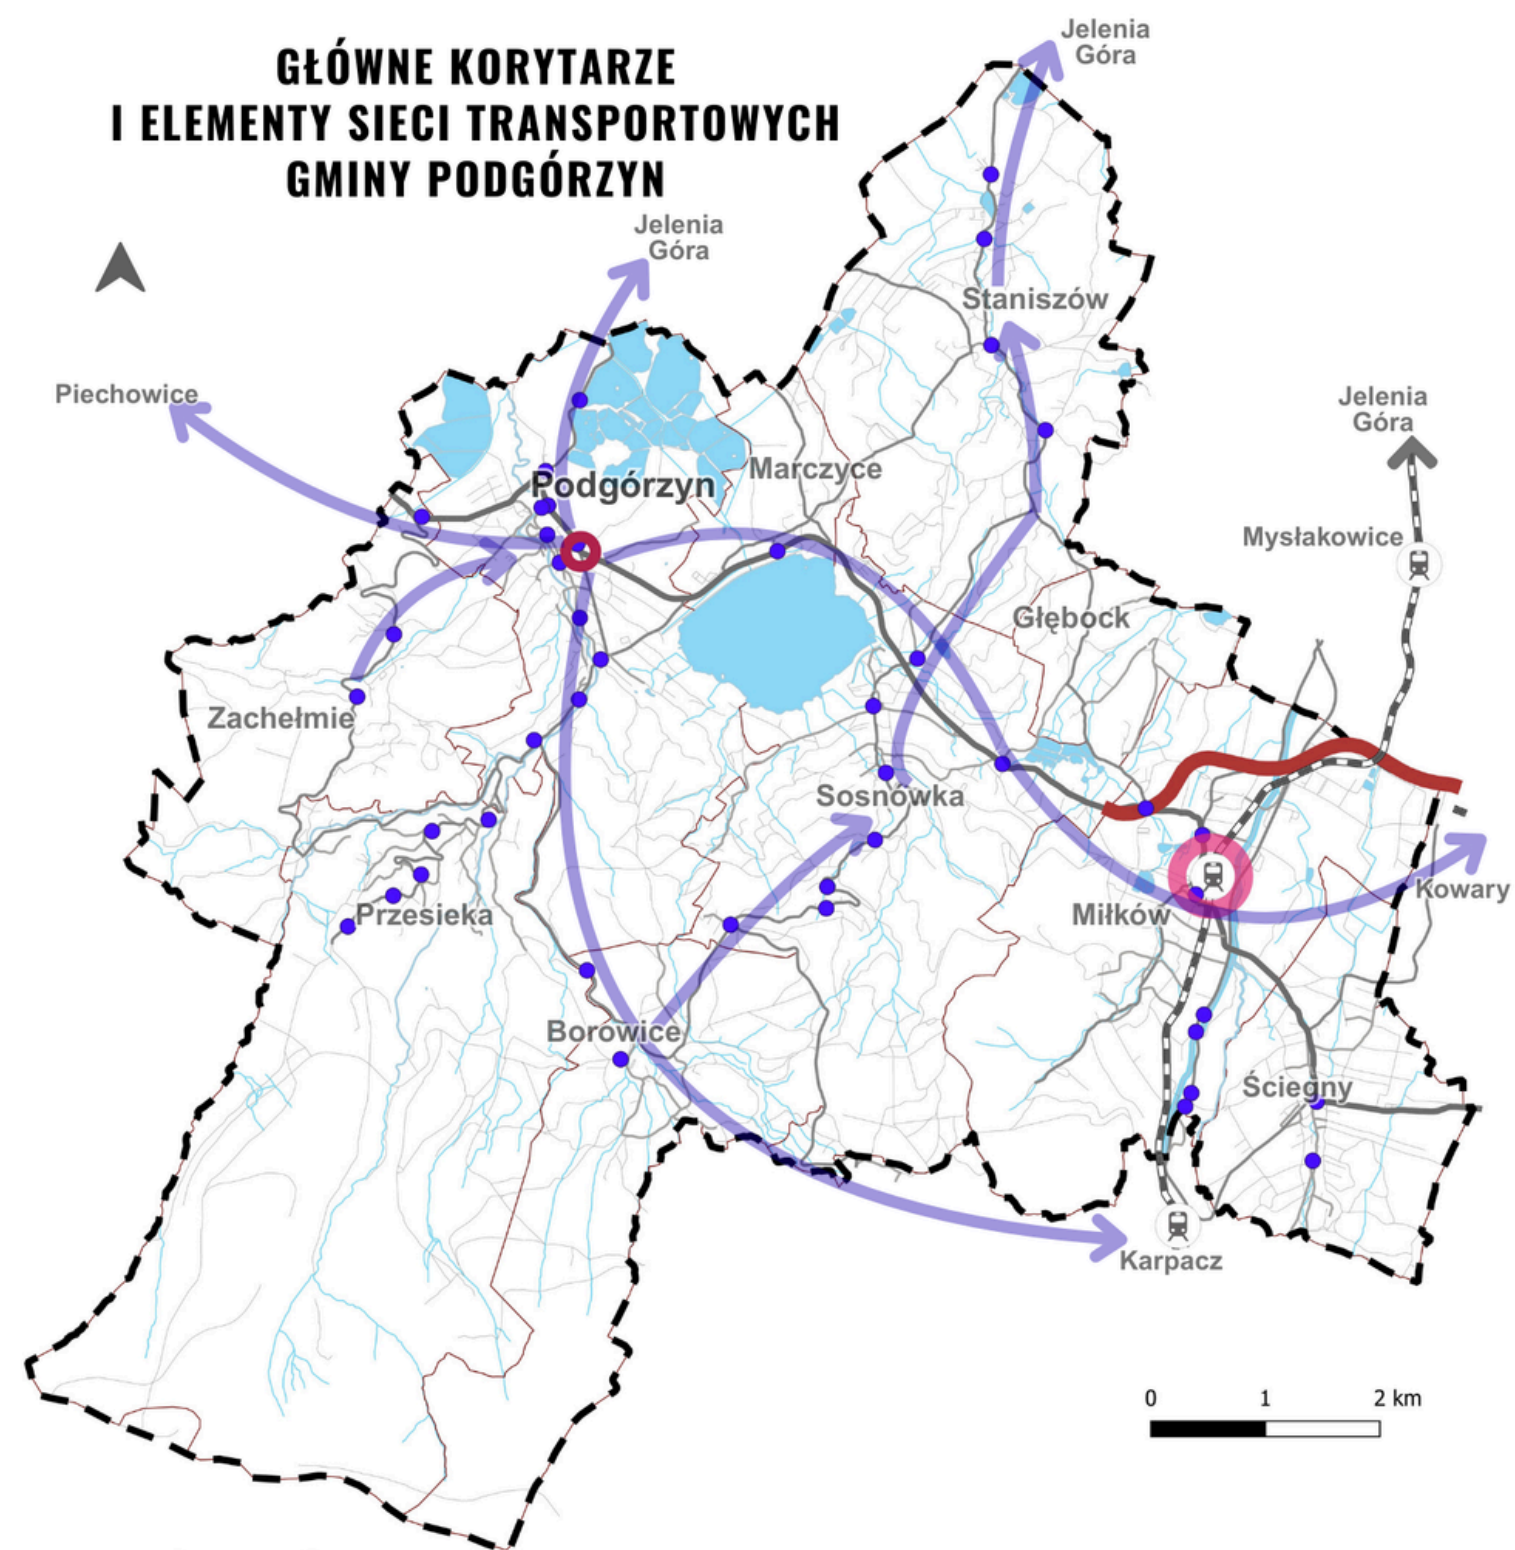 GŁÓWNE KORYTARZE
I ELEMENTY SIECI TRANSPORTOWYCH
GMINY PODGÓRZYN
Jelenia
Góra
Jelenia
Góra
Staniszów
Piechowice
Jelenia
Góra
Marczyce
Podgórzyn
Mysłakowice
Głębock
Zachełmie
Sosnówka
Kowary
Przesieka
Miłków
Borowice
Ściegny
Karpacz
0 1 2 km